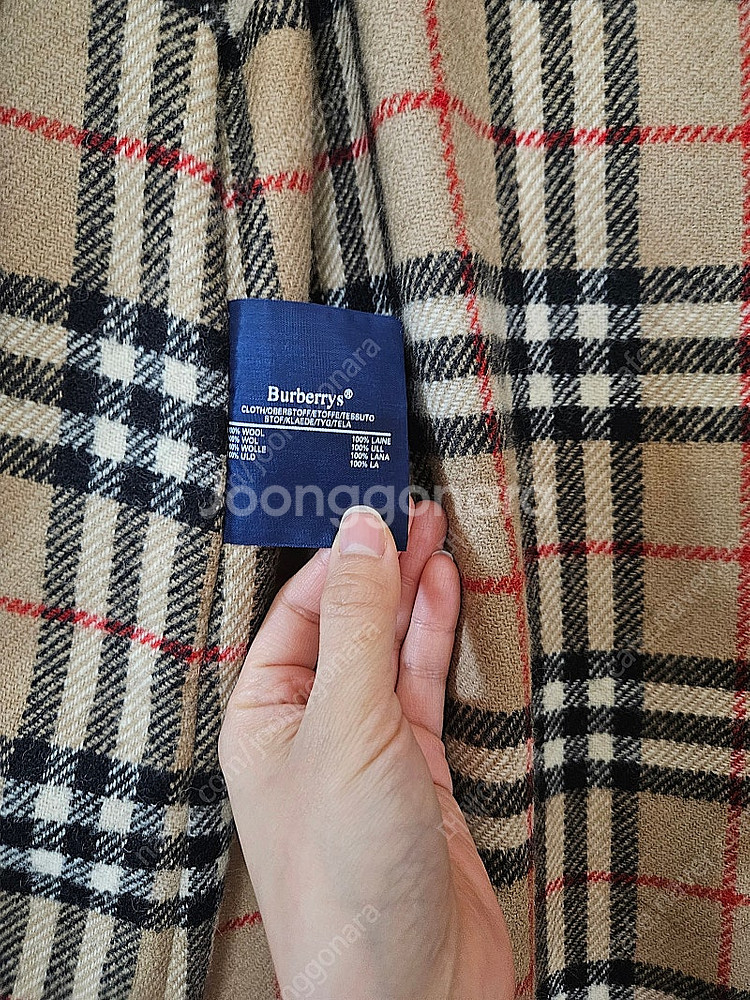 Burberrys®
CLOTH/OBERSTOFF/ETOFFE/TESSUTO
STOF/KLAEDE/TYG/TELA
100% WOOL 100% LAINE
100% WOL 100% ULL
100% WOLLE 100% LANA
100% ULD 100% LA
Joonggonara